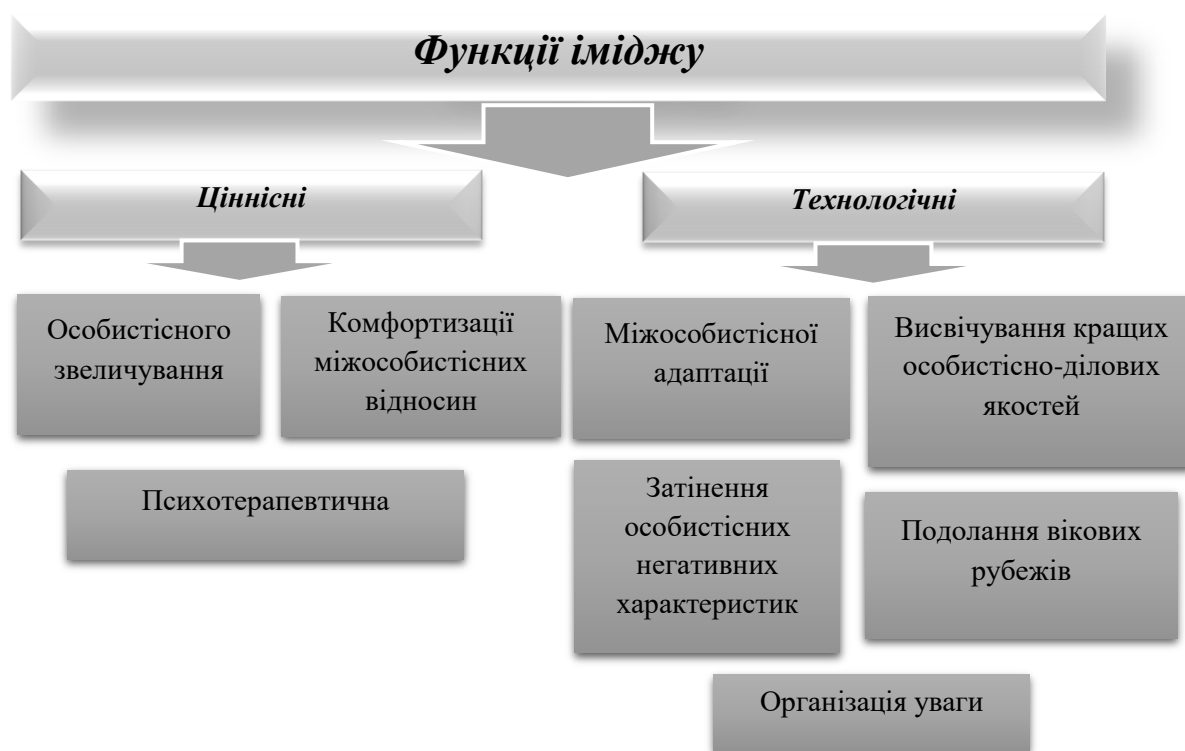 Функції іміджу
Ціннісні
Технологічні
Особистісного
звеличування
Комфортизації
міжособистісних
відносин
Міжособистісної
адаптації
Висвічування кращих
особистісно-ділових
якостей
Психотерапевтична
Затінення
особистісних
негативних
характеристик
Подолання вікових
рубежів
Організація уваги